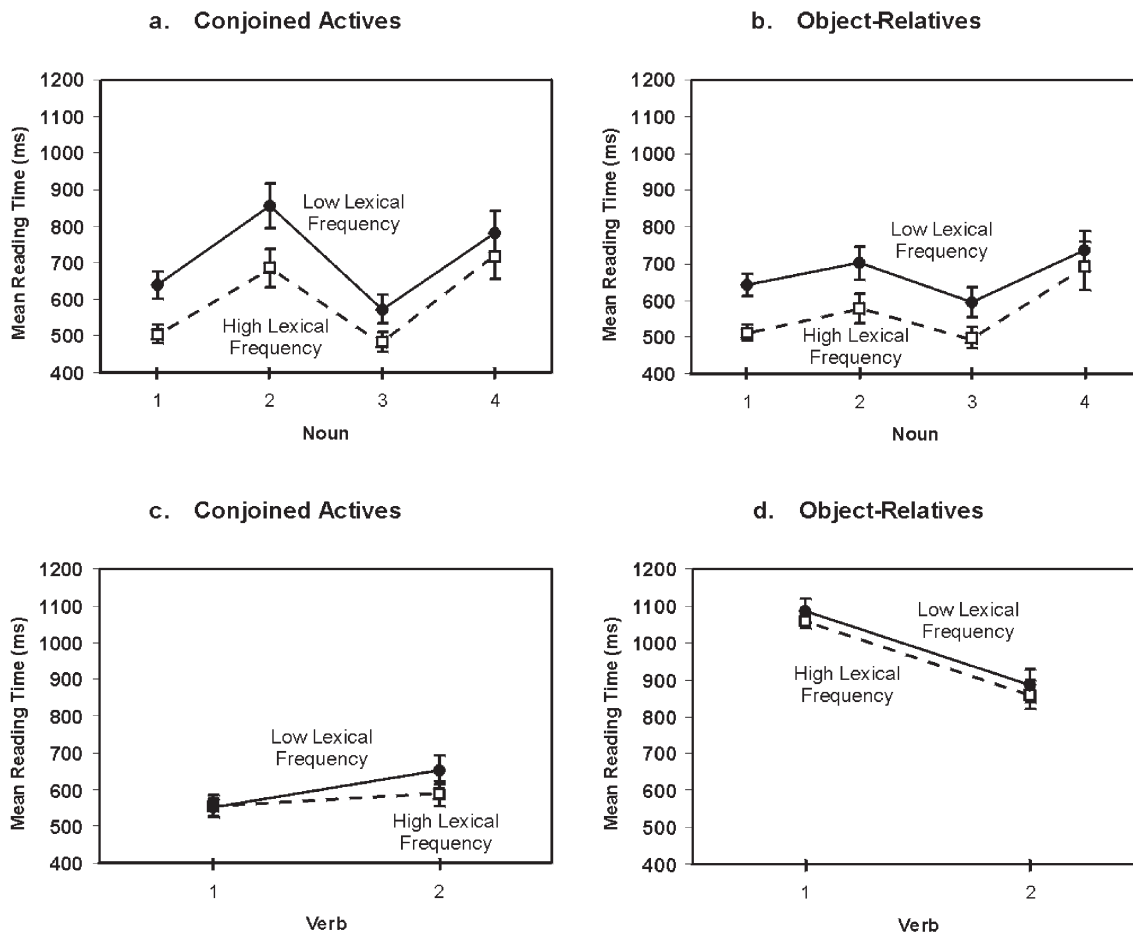 a. Conjoined Actives
1200
1100
1000
900
800
700
600
500
400
Mean Reading Time (ms)
Low Lexical
Frequency
High Lexical
Frequency
1 2 3 4
Noun
b. Object-Relatives
1200
1100
1000
900
800
700
600
500
400
Mean Reading Time (ms)
Low Lexical
Frequency
High Lexical
Frequency
1 2 3 4
Noun
c. Conjoined Actives
1200
1100
1000
900
800
700
600
500
400
Mean Reading Time (ms)
Low Lexical
Frequency
High Lexical
Frequency
1 2
Verb
d. Object-Relatives
1200
1100
1000
900
800
700
600
500
400
Mean Reading Time (ms)
Low Lexical
Frequency
High Lexical
Frequency
1 2
Verb